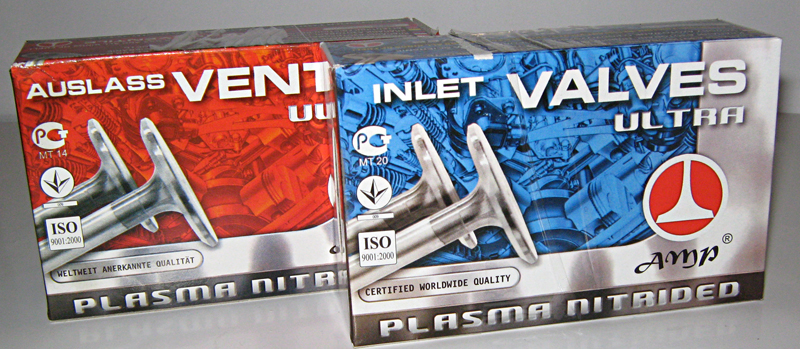 AUSLASS VENT
UL
PCT
MT.14
ISO
9001:2000
WELTWEIT ANERKANNTE QUALITÄT
PLASMA NITR
INLET VALVES
ULTRA
PCT
MT.20
ISO
9001:2000
AMP ®
CERTIFIED WORLDWIDE QUALITY
PLASMA NITRIDED